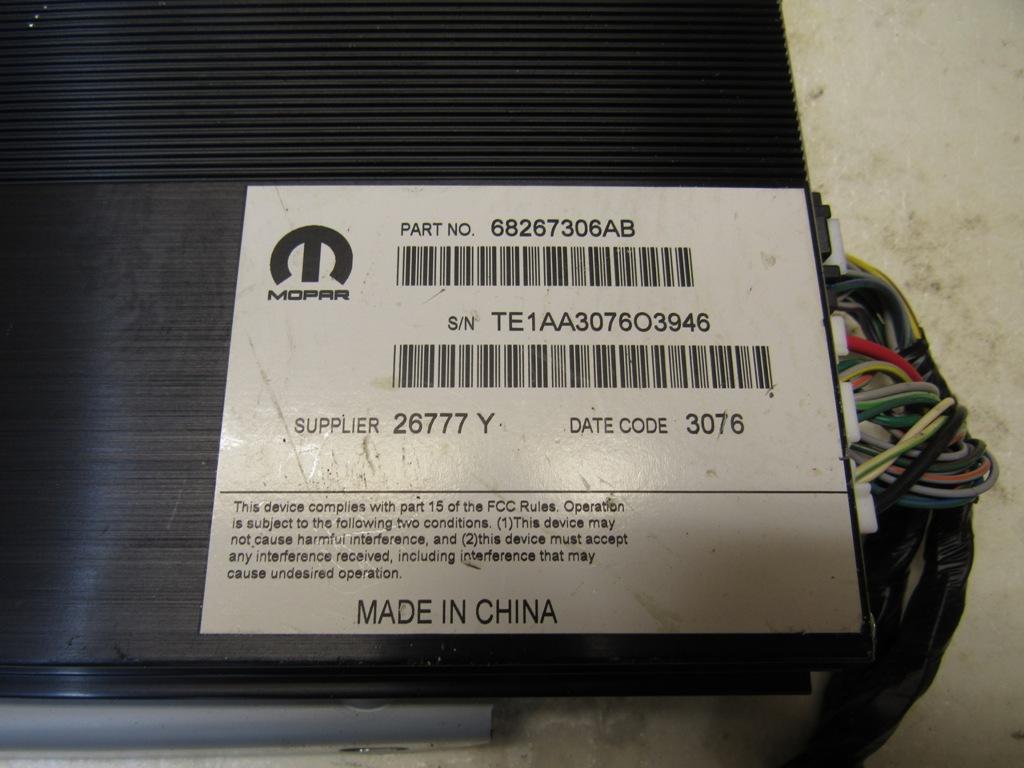 MOPAR
PART NO. 68267306AB
S/N TE1AA3076O3946
SUPPLIER 26777 Y
DATE CODE 3076
This device complies with part 15 of the FCC Rules. Operation
is subject to the following two conditions. (1)This device may
not cause harmful interference, and (2)this device must accept
any interference received, including interference that may
cause undesired operation.
MADE IN CHINA